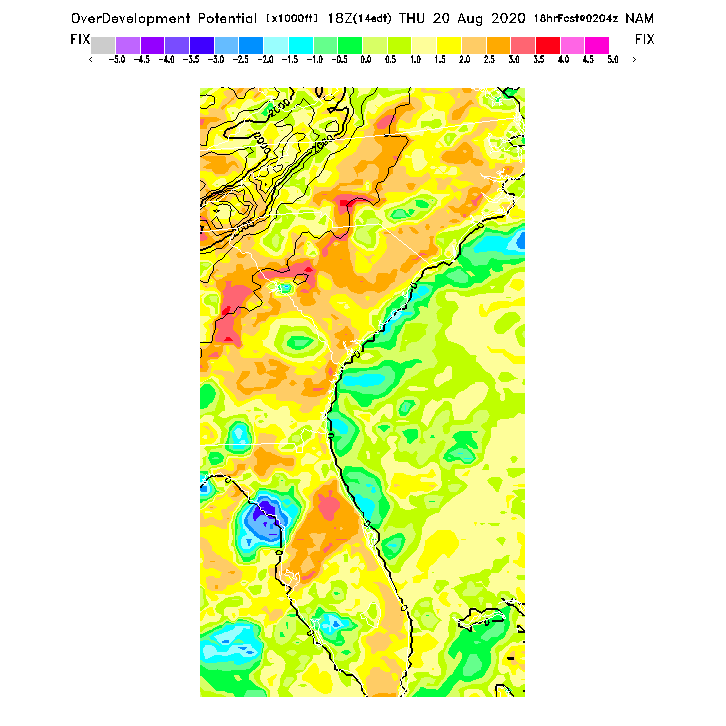 OverDevelopment Potential [x1000ft] 18Z(14edt) THU 20 Aug 2020 18hrFcst@0204z NAM
FIX FIX
< -5.0 -4.5 -4.0 -3.5 -3.0 -2.5 -2.0 -1.5 -1.0 -0.5 0.0 0.5 1.0 1.5 2.0 2.5 3.0 3.5 4.0 4.5 5.0 >
2000
2000